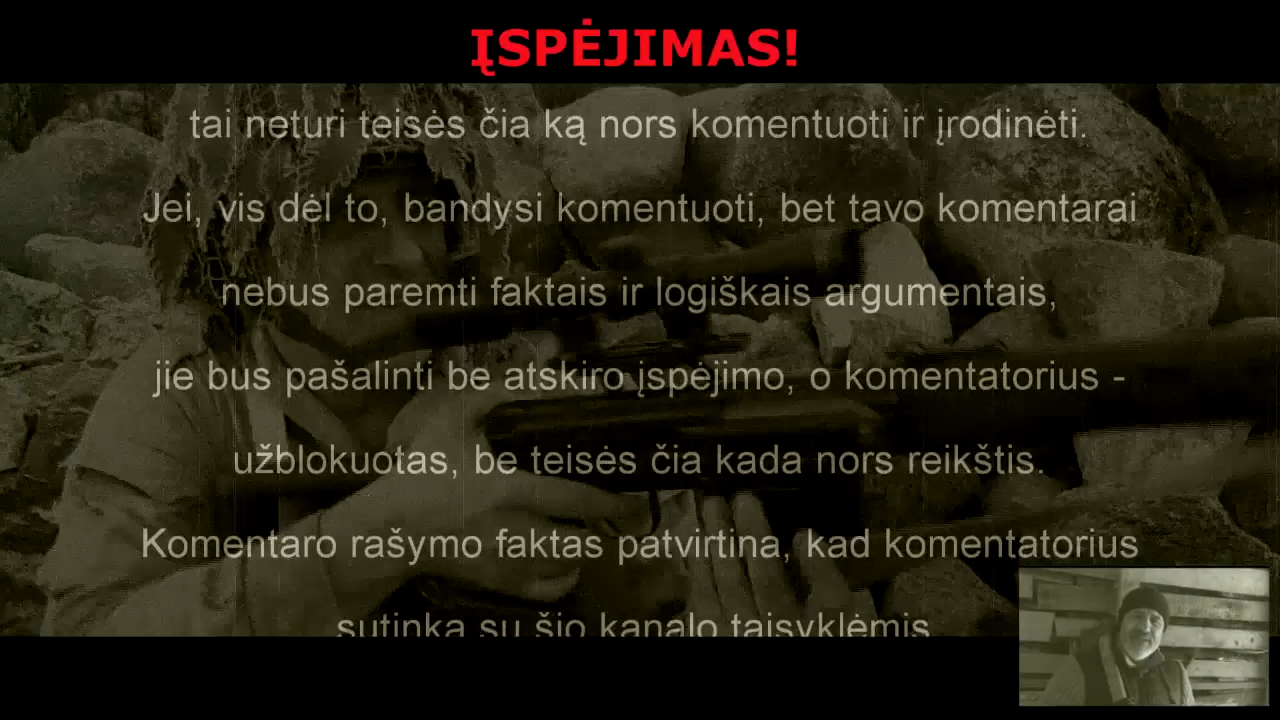 ĮSPĖJIMAS!
tai neturi teisės čia ką nors komentuoti ir įrodinėti.
Jei, vis dėl to, bandysi komentuoti, bet tavo komentarai
nebus paremti faktais ir logiškais argumentais,
jie bus pašalinti be atskiro įspėjimo, o komentatorius -
užblokuotas, be teisės čia kada nors reikštis.
Komentaro rašymo faktas patvirtina, kad komentatorius
sutinka su šio kanalo taisyklėmis